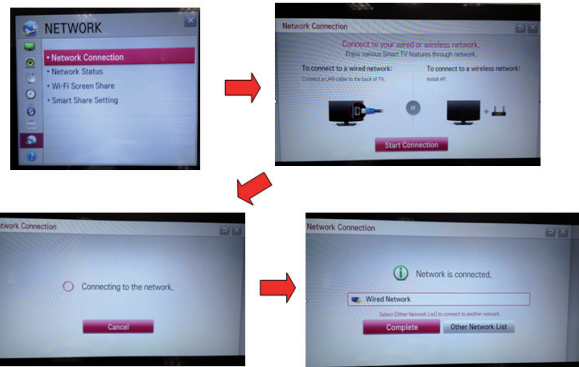 NETWORK
• Network Connection
• Network Status
• Wi-Fi Screen Share
• Smart Share Setting
Network Connection
Connect to your wired or wireless network.
Enjoy various Smart TV features through network.
To connect to a wired network:
Connect a LAN cable to the back of TV.
or
To connect to a wireless network:
Install AP.
Start Connection
twork Connection
Connecting to the network.
Cancel
Network Connection
Network is connected.
Wired Network
Select [Other Network List] to connect to another network.
Complete
Other Network List